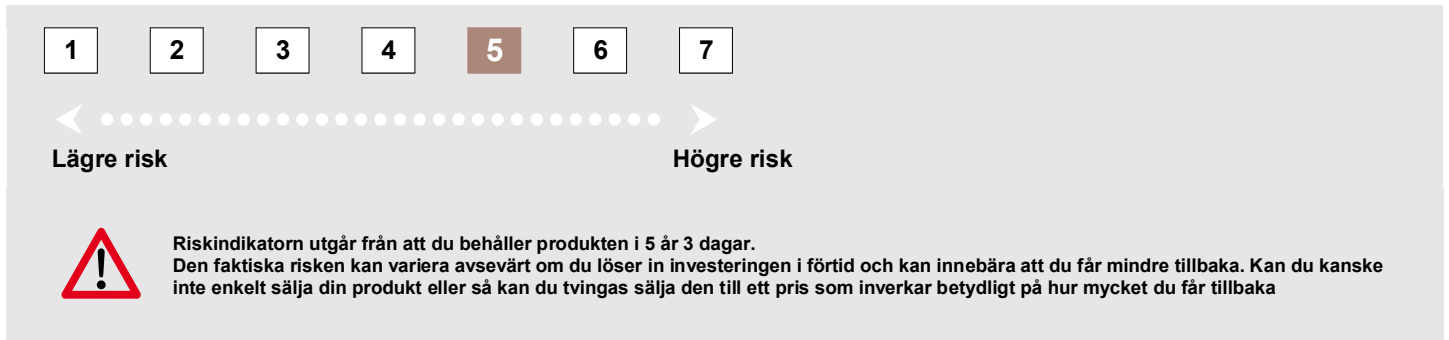 1 2 3 4 5 6 7
Lägre risk Högre risk
Riskindikatorn utgår från att du behåller produkten i 5 år 3 dagar.
Den faktiska risken kan variera avsevärt om du löser in investeringen i förtid och kan innebära att du får mindre tillbaka. Kan du kanske
inte enkelt sälja din produkt eller så kan du tvingas sälja den till ett pris som inverkar betydligt på hur mycket du får tillbaka